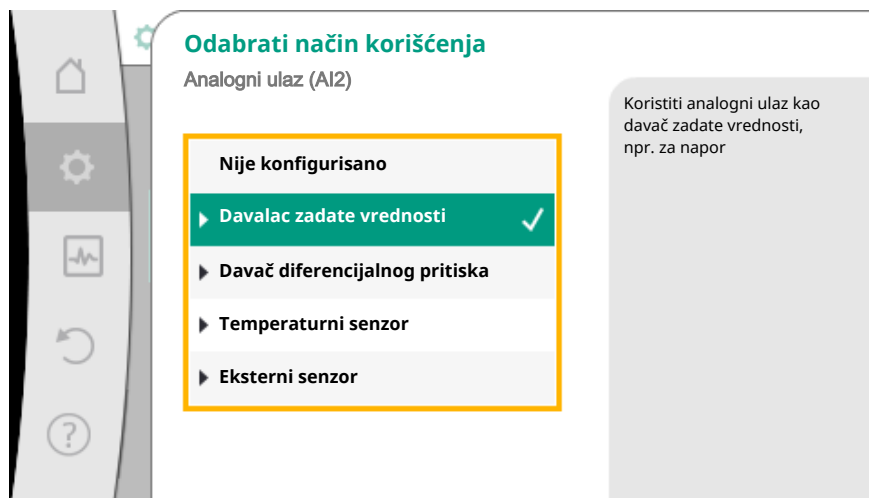 Odabrati način korišćenja
Analogni ulaz (AI2)
Nije konfigurisano
Davalac zadate vrednosti
Davač diferencijalnog pritiska
Temperaturni senzor
Eksterni senzor
Koristiti analogni ulaz kao
davač zadate vrednosti,
npr. za napor
?